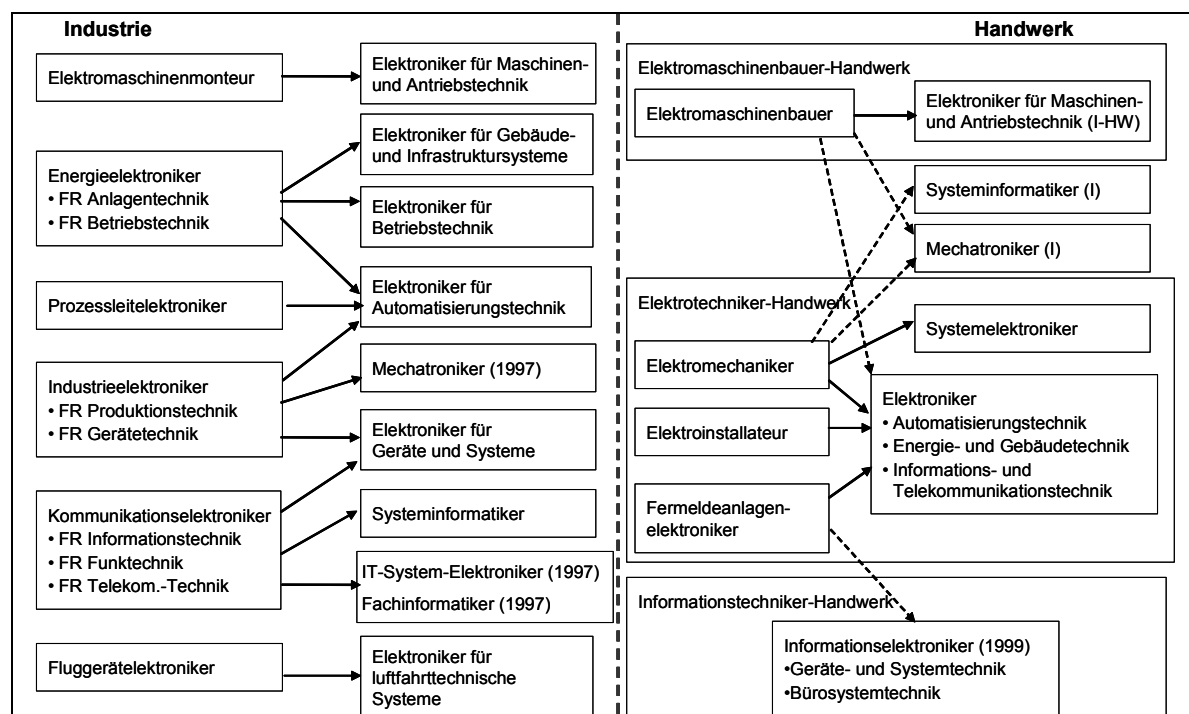 Industrie
Elektromaschinenmonteur
Elektroniker für Maschinen-
und Antriebstechnik
Energieelektroniker
• FR Anlagentechnik
• FR Betriebstechnik
Elektroniker für Gebäude-
und Infrastruktursysteme
Elektroniker für
Betriebstechnik
Prozessleitelektroniker
Elektroniker für
Automatisierungstechnik
Industrieelektroniker
• FR Produktionstechnik
• FR Gerätetechnik
Mechatroniker (1997)
Elektroniker für
Geräte und Systeme
Kommunikationselektroniker
• FR Informationstechnik
• FR Funktechnik
• FR Telekom.-Technik
Systeminformatiker
IT-System-Elektroniker (1997)
Fachinformatiker (1997)
Fluggerätelektroniker
Elektroniker für
luftfahrttechnische
Systeme
Handwerk
Elektromaschinenbauer-Handwerk
Elektromaschinenbauer
Elektroniker für Maschinen-
und Antriebstechnik (I-HW)
Systeminformatiker (I)
Mechatroniker (I)
Elektrotechniker-Handwerk
Elektromechaniker
Systemelektroniker
Elektroinstallateur
Elektroniker
• Automatisierungstechnik
• Energie- und Gebäudetechnik
• Informations- und
Telekommunikationstechnik
Fermeldeanlagen-
elektroniker
Informationstechniker-Handwerk
Informationselektroniker (1999)
•Geräte- und Systemtechnik
•Bürosystemtechnik